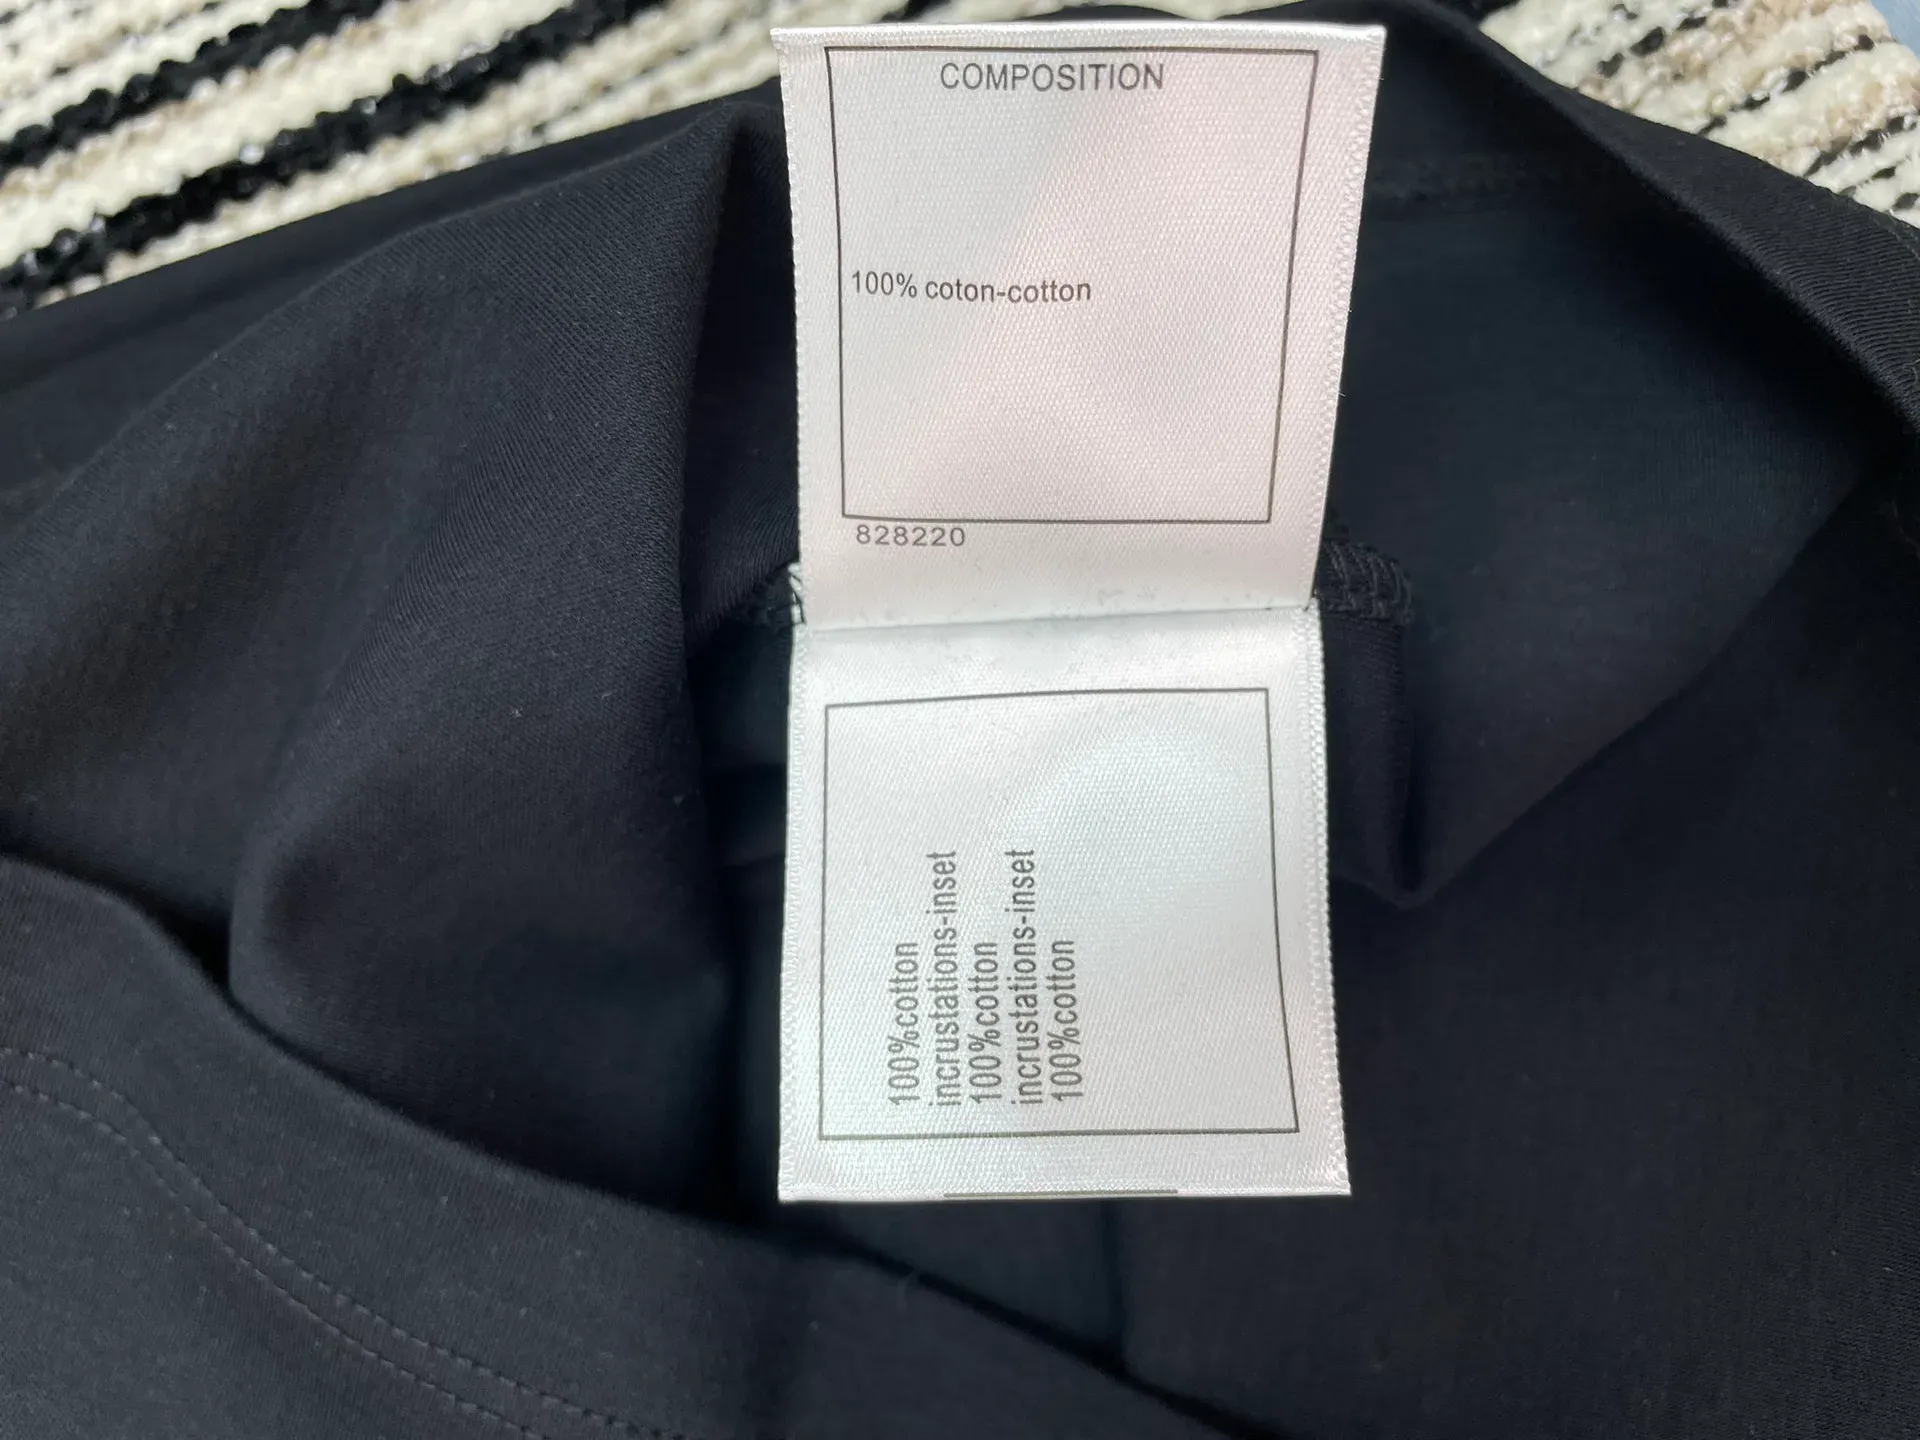 COMPOSITION
100% coton-cotton
828220
100%cotton
incrustations-inset
100%cotton
incrustations-inset
100%cotton